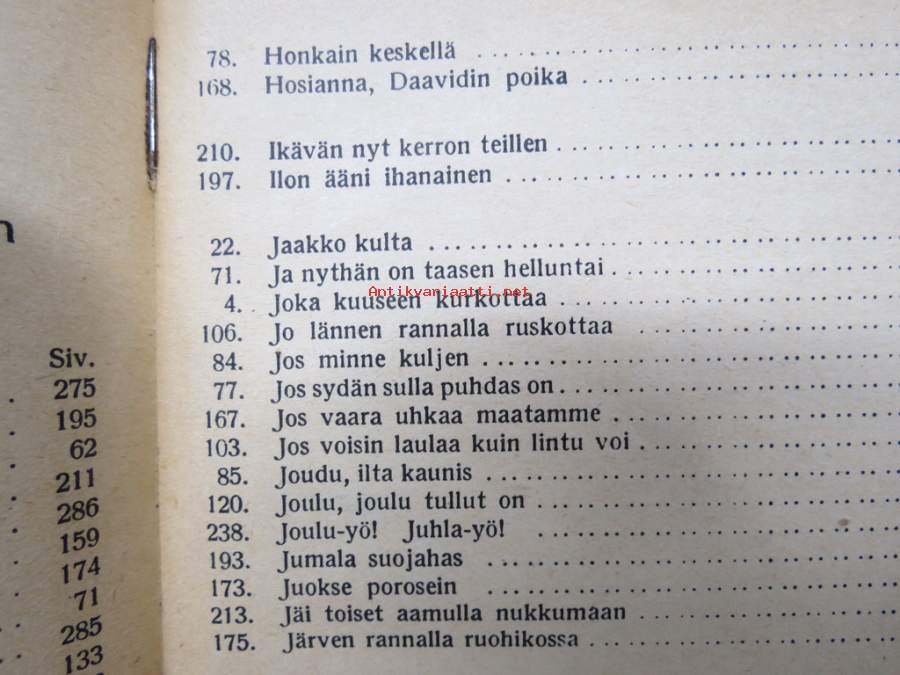 n
Siv.
275
195
62
211
286
159
174
71
285
133
78. Honkain keskellä
168. Hosianna, Daavidin poika
210. Ikävän nyt kerron teillen
197. Ilon ääni ihanainen
22. Jaakko kulta
71. Ja nythän on taasen helluntai
Antikvariaatti.net
4. Joka kuuseen kurkottaa
106. Jo lännen rannalla ruskottaa
84. Jos minne kuljen
77. Jos sydän sulla puhdas on
167. Jos vaara uhkaa maatamme
103. Jos voisin laulaa kuin lintu voi
85. Joudu, ilta kaunis
120. Joulu, joulu tullut on
238. Joulu-yö! Juhla-yö!
193. Jumala suojahas
173. Juokse porosein
213. Jäi toiset aamulla nukkumaan
175. Järven rannalla ruohikossa